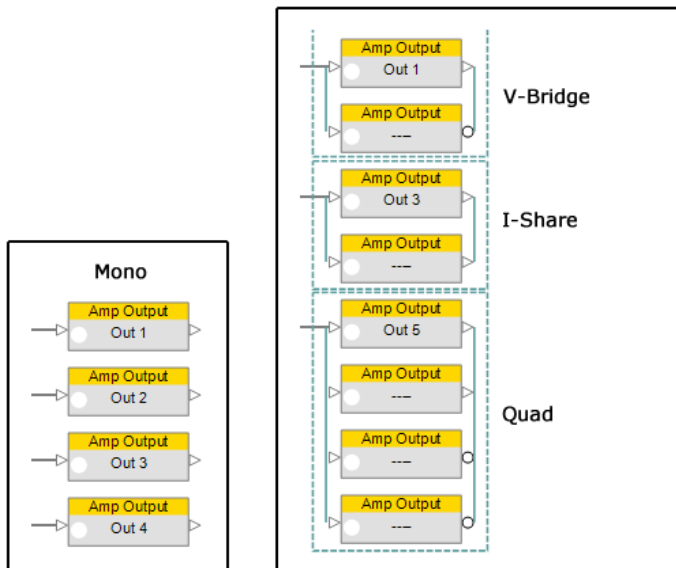 Mono
Amp Output
Out 1
Amp Output
Out 2
Amp Output
Out 3
Amp Output
Out 4
Amp Output
Out 1
Amp Output
----
V-Bridge
Amp Output
Out 3
Amp Output
----
I-Share
Amp Output
Out 5
Amp Output
----
Amp Output
----
Amp Output
----
Quad